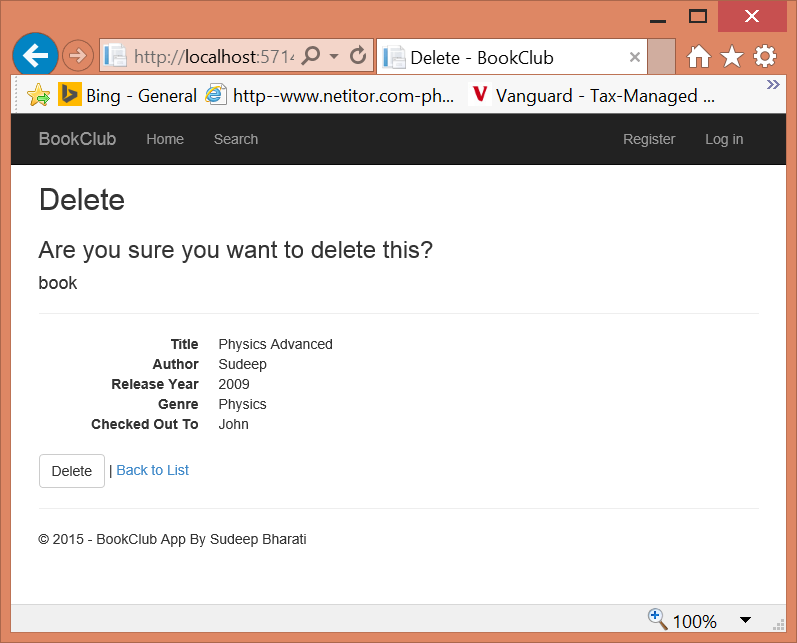 http://localhost:5714
Delete - BookClub
Bing - General
http--www.netitor.com-ph...
Vanguard - Tax-Managed ...
BookClub Home Search Register Log in
Delete
Are you sure you want to delete this?
book
Title Physics Advanced
Author Sudeep
Release Year 2009
Genre Physics
Checked Out To John
Delete | Back to List
© 2015 - BookClub App By Sudeep Bharati
100%